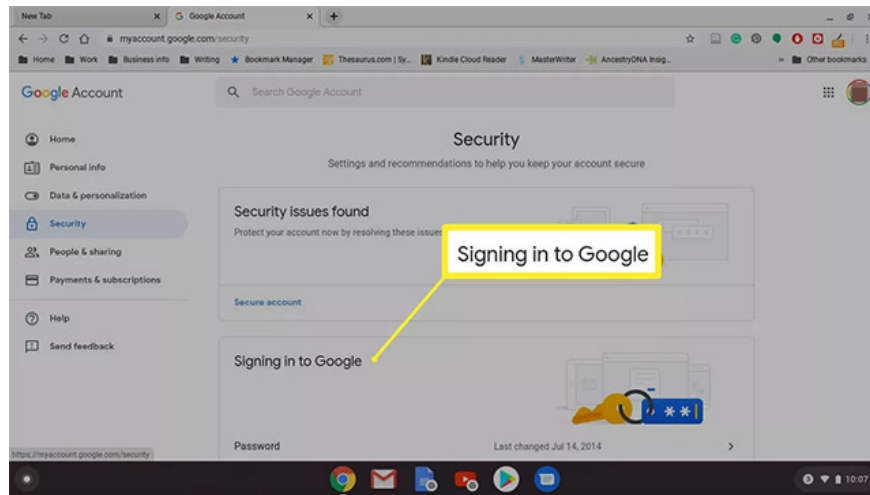 New Tab
Google Account
myaccount.google.com/security
Home
Work
Business info
Writing
Bookmark Manager
Thesaurus.com | Sy...
Kindle Cloud Reader
MasterWriter
AncestryDNA Insig...
Other bookmarks
Google Account
Search Google Account
Home
Personal info
Data & personalization
Security
People & sharing
Payments & subscriptions
Help
Send feedback
Security
Settings and recommendations to help you keep your account secure
Security issues found
Protect your account now by resolving these issues
Signing in to Google
Secure account
Signing in to Google
Password
Last changed Jul 14, 2014
https://myaccount.google.com/security
10:07